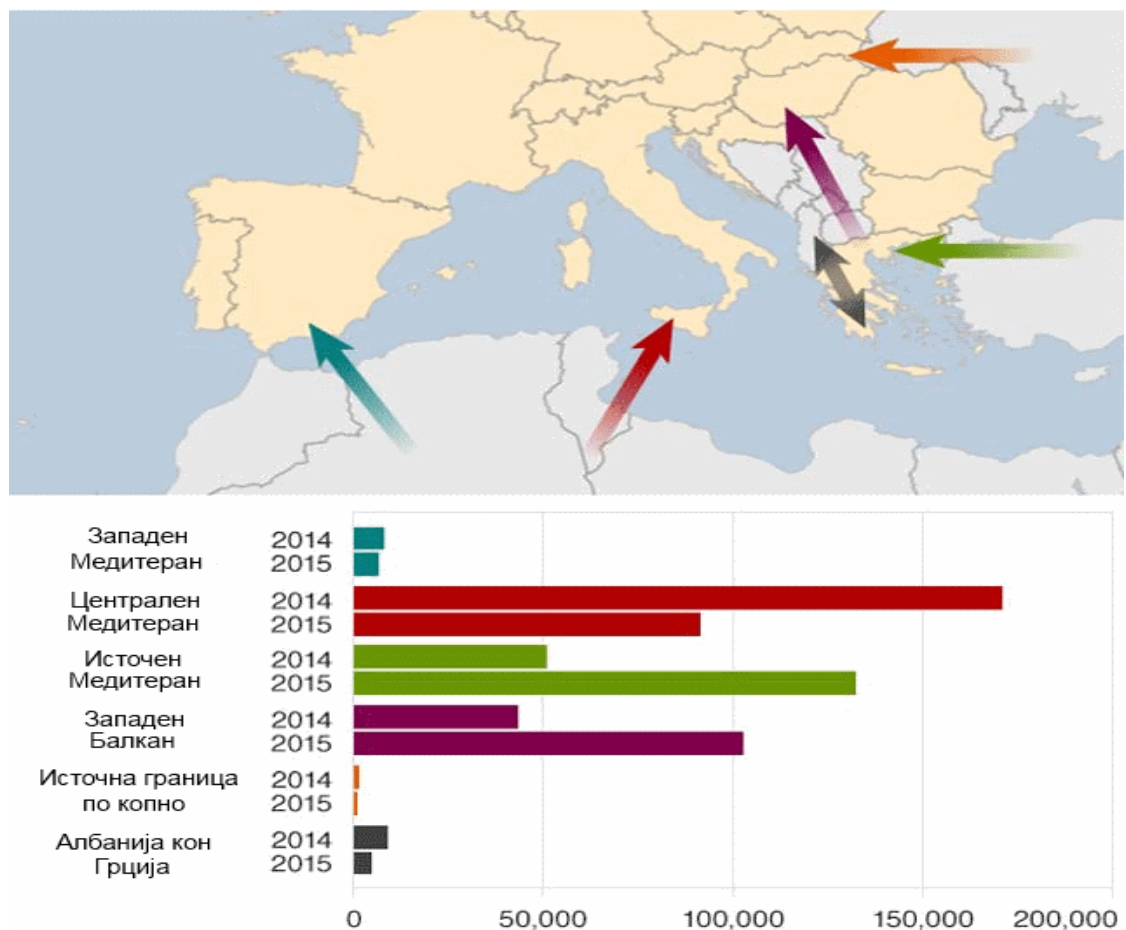 Западен
Медитеран
2014
2015
Централен
Медитеран
2014
2015
Источен
Медитеран
2014
2015
Западен
Балкан
2014
2015
Источна граница
по копно
2014
2015
Албанија кон
Грција
2014
2015
0 50,000 100,000 150,000 200,000